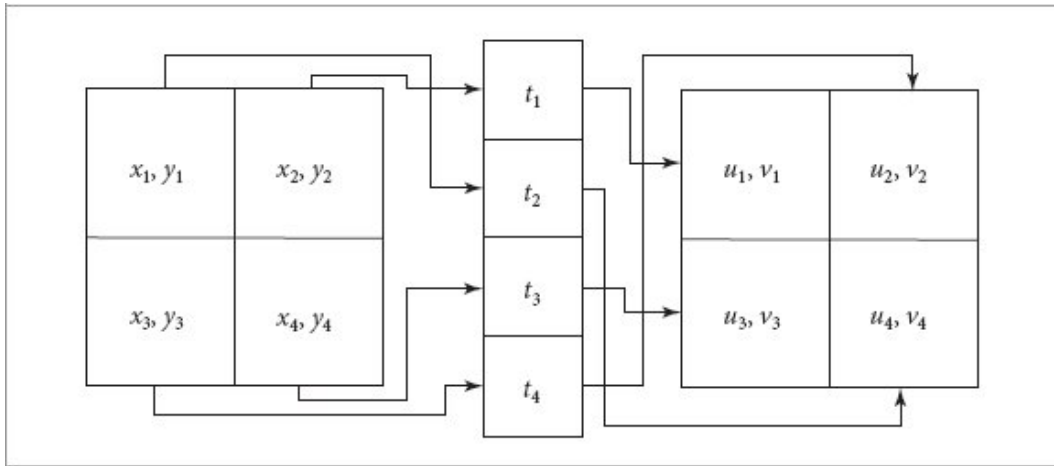 x₁, y₁
x₂, y₂
x₃, y₃
x₄, y₄
t₁
t₂
t₃
t₄
u₁, v₁
u₂, v₂
u₃, v₃
u₄, v₄